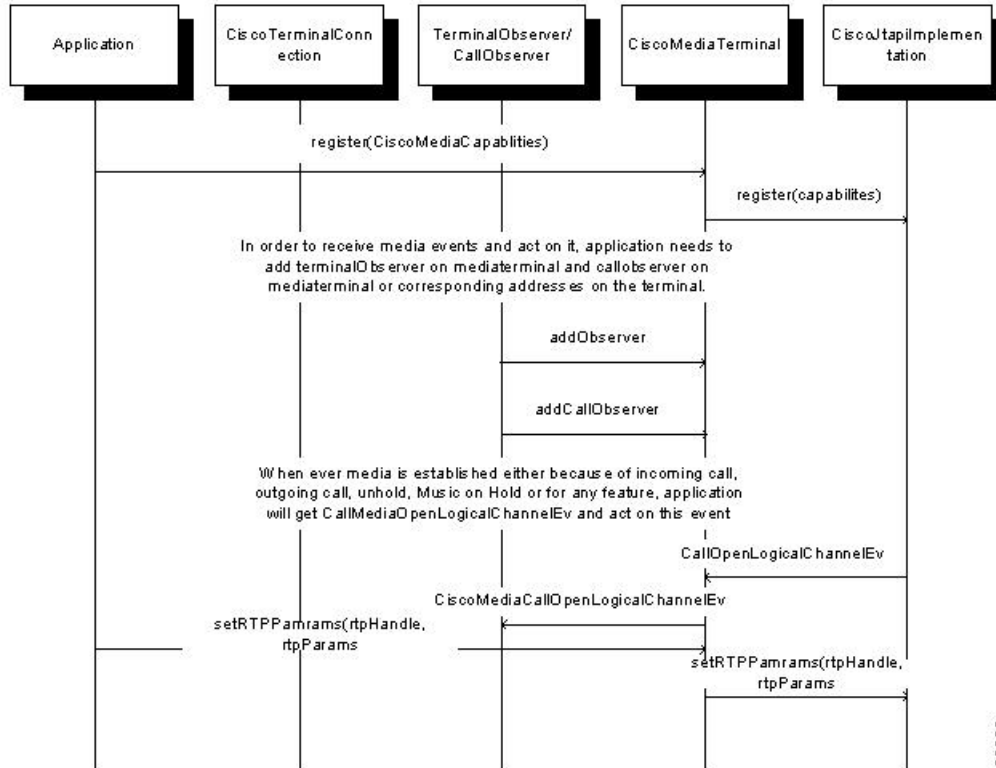 Application
CiscoTerminalConn
ection
TerminalObserver/
CallObserver
CiscoMediaTerminal
CiscoJtapiImplemen
tation
register(CiscoMediaCapablities)
register(capabilites)
In order to receive media events and act on it, application needs to
add terminalObserver on mediaterminal and callobserver on
mediaterminal or corresponding addresses on the terminal.
addObserver
addCallObserver
When ever media is established either because of incoming call,
outgoing call, unhold, Music on Hold or for any feature, application
will get CallMediaOpenLogicalChannelEv and act on this event
CallOpenLogicalChannelEv
CiscoMediaCallOpenLogicalChannelEv
setRTPPamrams(rtpHandle,
rtpParams
setRTPPamrams(rtpHandle,
rtpParams